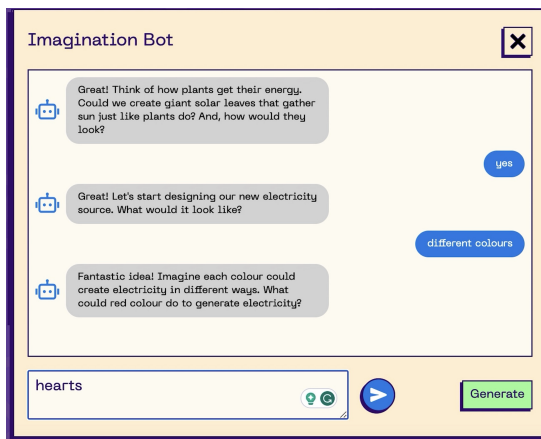 Imagination Bot
Great! Think of how plants get their energy.
Could we create giant solar leaves that gather
sun just like plants do? And, how would they
look?
yes
Great! Let's start designing our new electricity
source. What would it look like?
different colours
Fantastic idea! Imagine each colour could
create electricity in different ways. What
could red colour do to generate electricity?
hearts
Generate